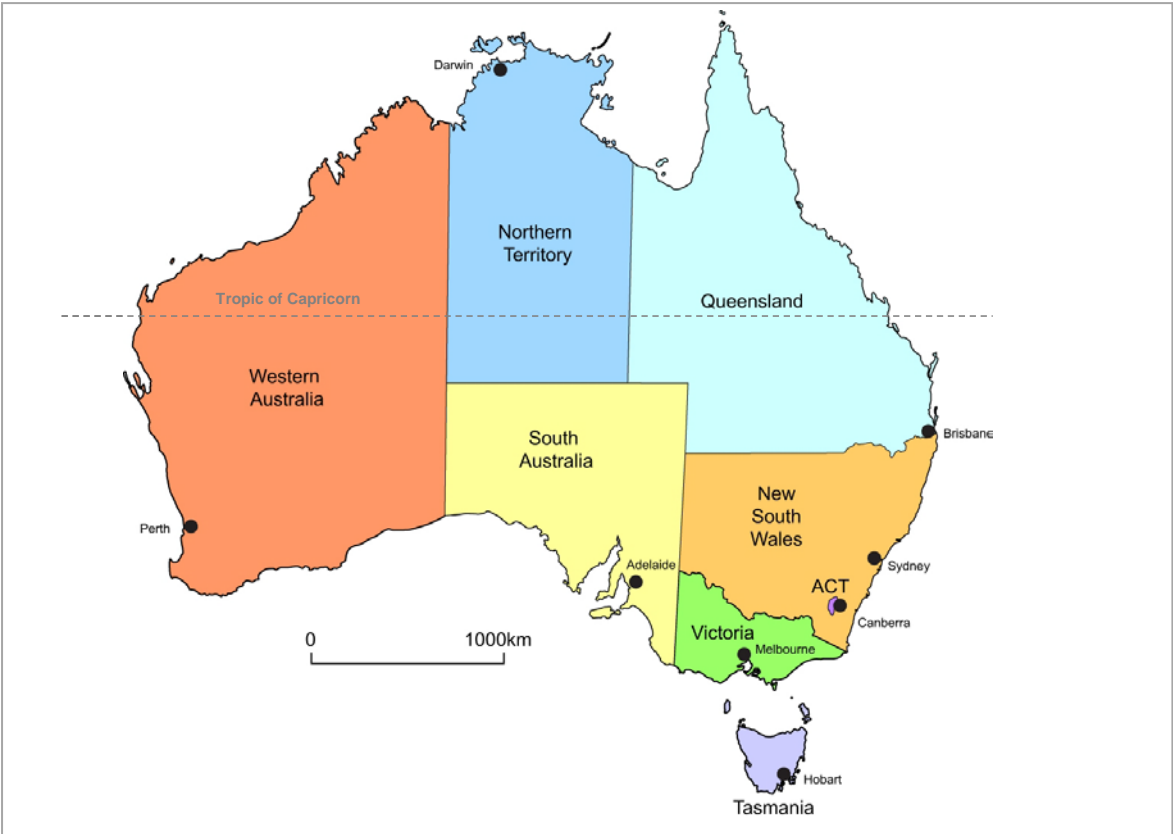 Darwin
Northern
Territory
Tropic of Capricorn
Queensland
Western
Australia
South
Australia
Brisbane
New
South
Wales
Perth
Adelaide
Sydney
ACT
Canberra
Victoria
Melbourne
0 1000km
Hobart
Tasmania